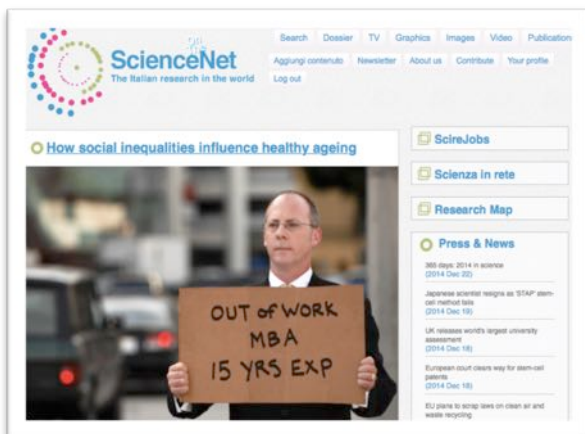 Search Dossier TV Graphics Images Video Publication
ScienceNet
The Italian research in the world
Aggiungi contenuto Newsletter About us Contribute Your profile
Log out
How social inequalities influence healthy ageing
OUT of WORK
MBA
15 YRS EXP
ScireJobs
Scienza in rete
Research Map
Press & News
365 days: 2014 in science
(2014 Dec 22)
Japanese scientist resigns as 'STAP' stem-
cell method fails
(2014 Dec 19)
UK releases world's largest university
assessment
(2014 Dec 18)
European court clears way for stem-cell
patents
(2014 Dec 18)
EU plans to scrap laws on clean air and
waste recycling